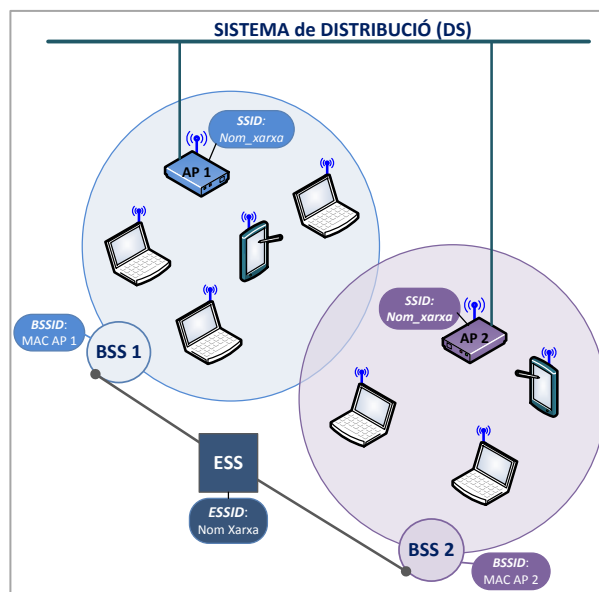 SISTEMA de DISTRIBUCIÓ (DS)
SSID:
Nom_xarxa
AP 1
BSSID:
MAC AP 1
BSS 1
SSID:
Nom_xarxa
AP 2
ESS
ESSID:
Nom Xarxa
BSS 2
BSSID:
MAC AP 2